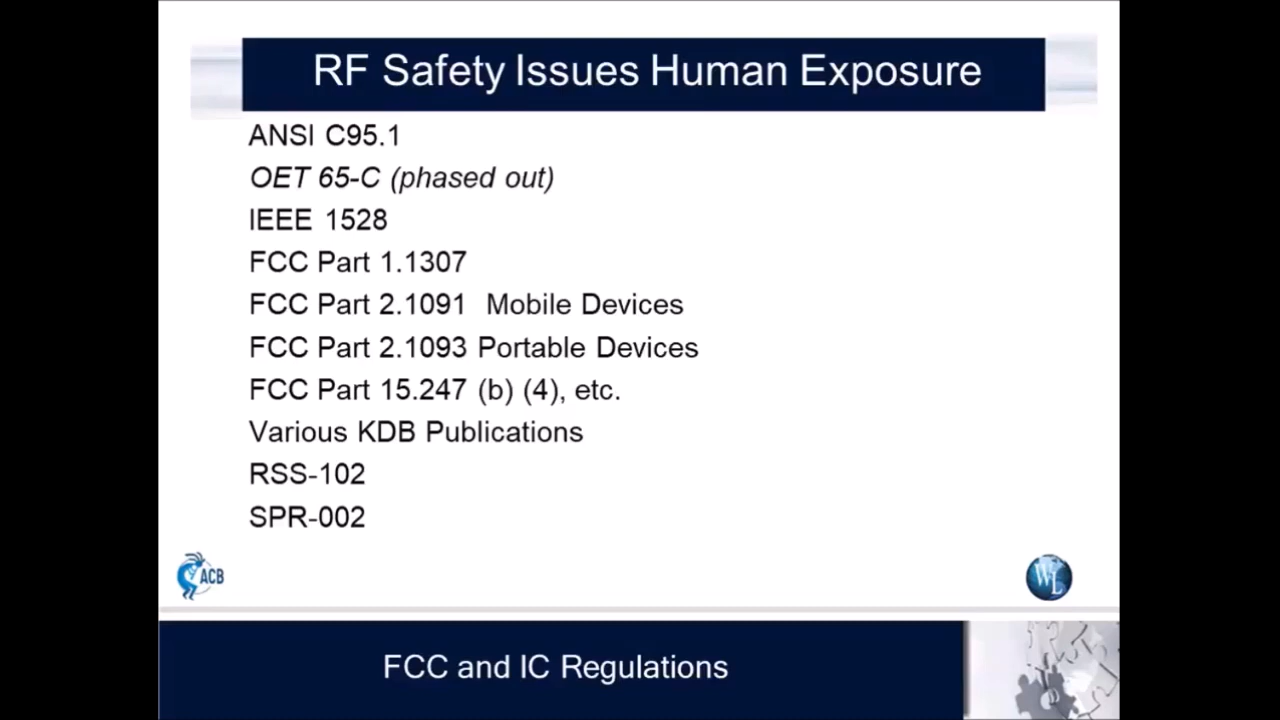 RF Safety Issues Human Exposure
ANSI C95.1
OET 65-C (phased out)
IEEE 1528
FCC Part 1.1307
FCC Part 2.1091 Mobile Devices
FCC Part 2.1093 Portable Devices
FCC Part 15.247 (b) (4), etc.
Various KDB Publications
RSS-102
SPR-002
ACB
WL
FCC and IC Regulations